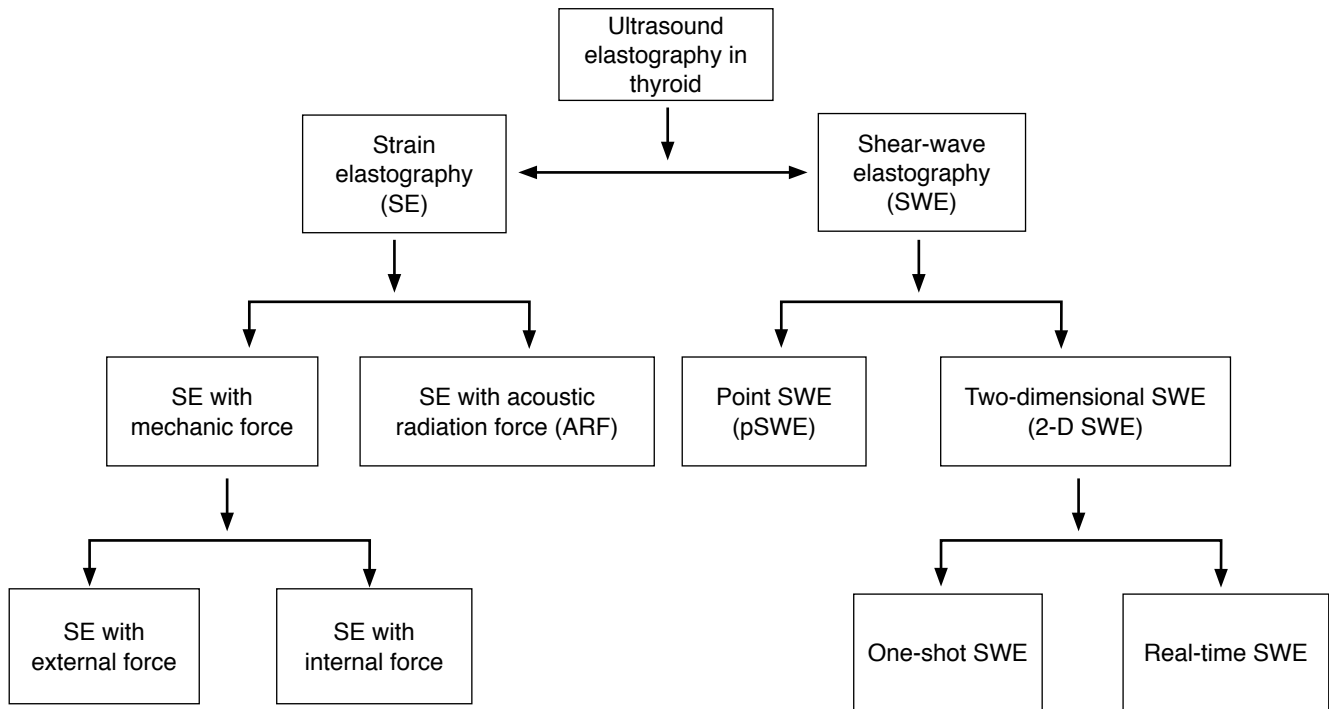 Ultrasound
elastography in
thyroid
Strain
elastography
(SE)
Shear-wave
elastography
(SWE)
SE with
mechanic force
SE with acoustic
radiation force (ARF)
Point SWE
(pSWE)
Two-dimensional SWE
(2-D SWE)
SE with
external force
SE with
internal force
One-shot SWE
Real-time SWE